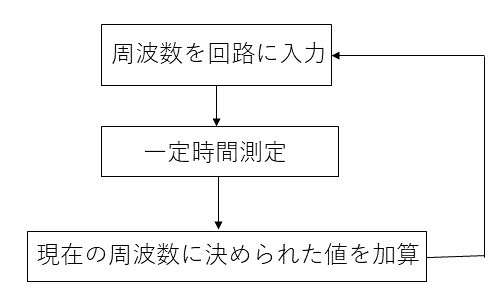 周波数を回路に入力
一定時間測定
現在の周波数に決められた値を加算